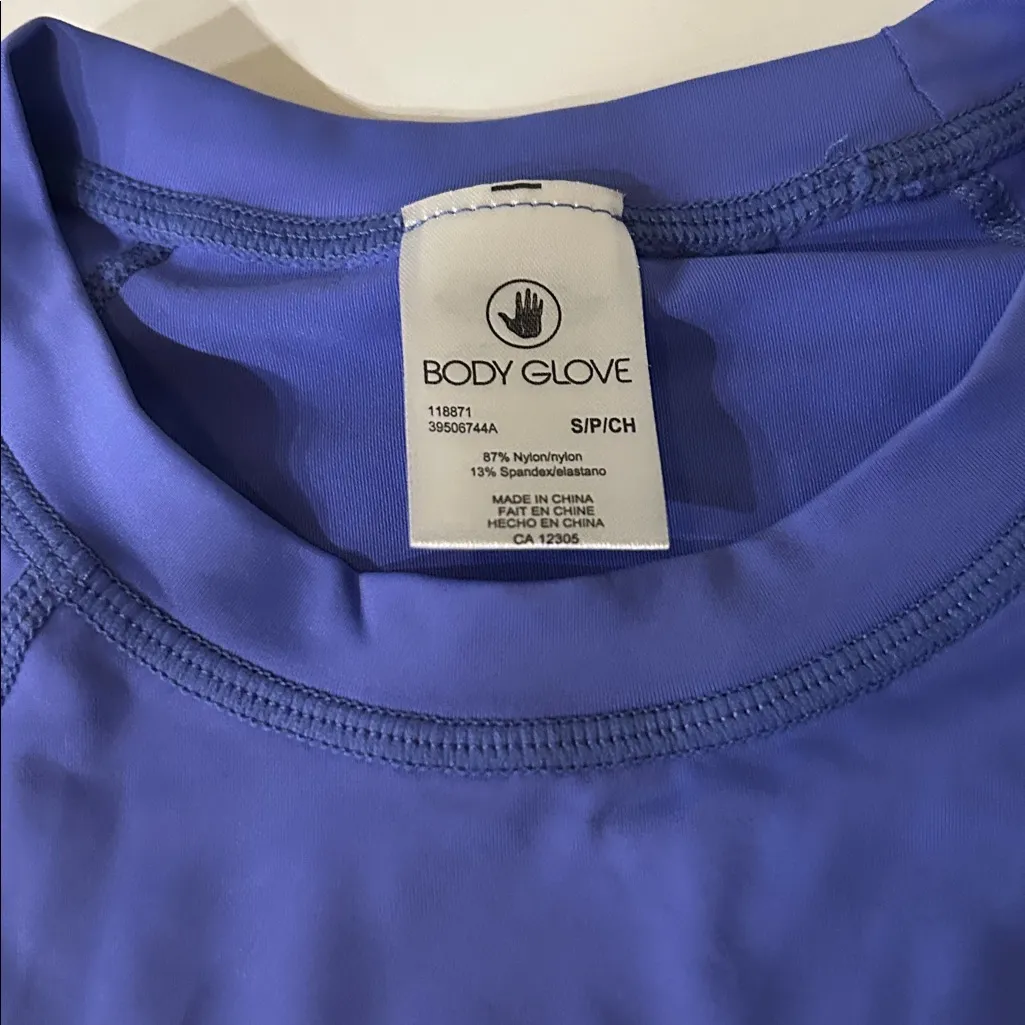 BODY GLOVE
118871
39506744A S/P/CH
87% Nylon/nylon
13% Spandex/elastano
MADE IN CHINA
FAIT EN CHINE
HECHO EN CHINA
CA 12305